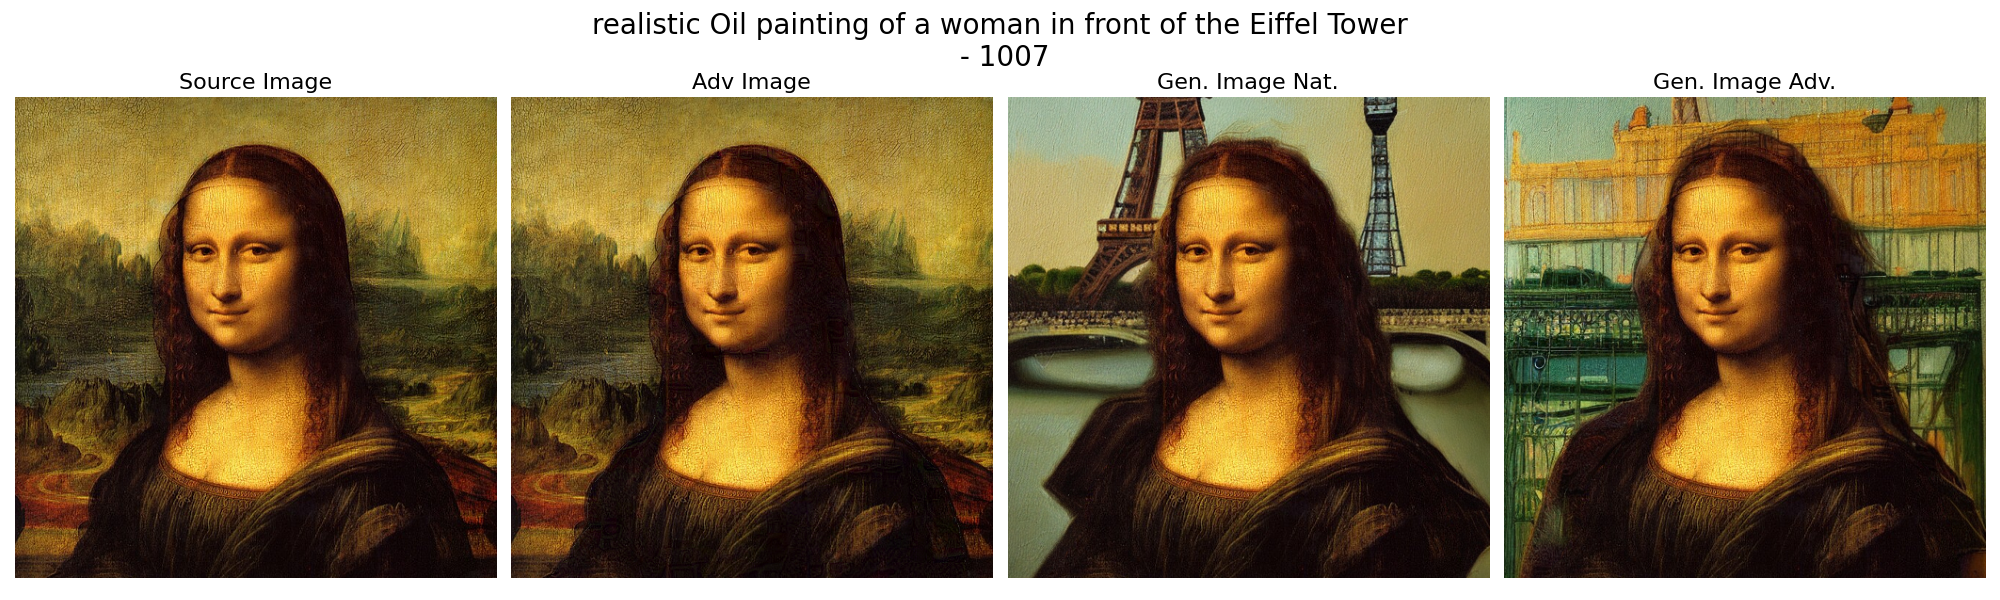 realistic Oil painting of a woman in front of the Eiffel Tower
- 1007
Source Image
Adv Image
Gen. Image Nat.
Gen. Image Adv.